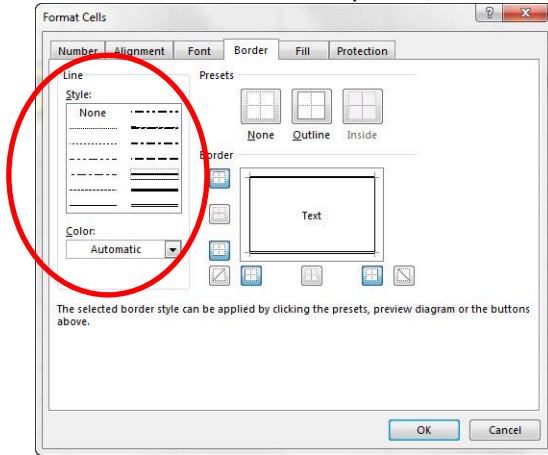 Format Cells
Number Alignment Font Border Fill Protection
Line
Presets
Style:
None
None Outline Inside
Border
Text
Color:
Automatic
The selected border style can be applied by clicking the presets, preview diagram or the buttons
above.
OK Cancel